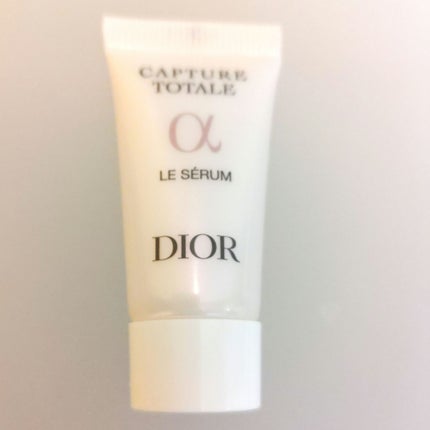 CAPTURE
TOTALE
α
LE SÉRUM
DIOR